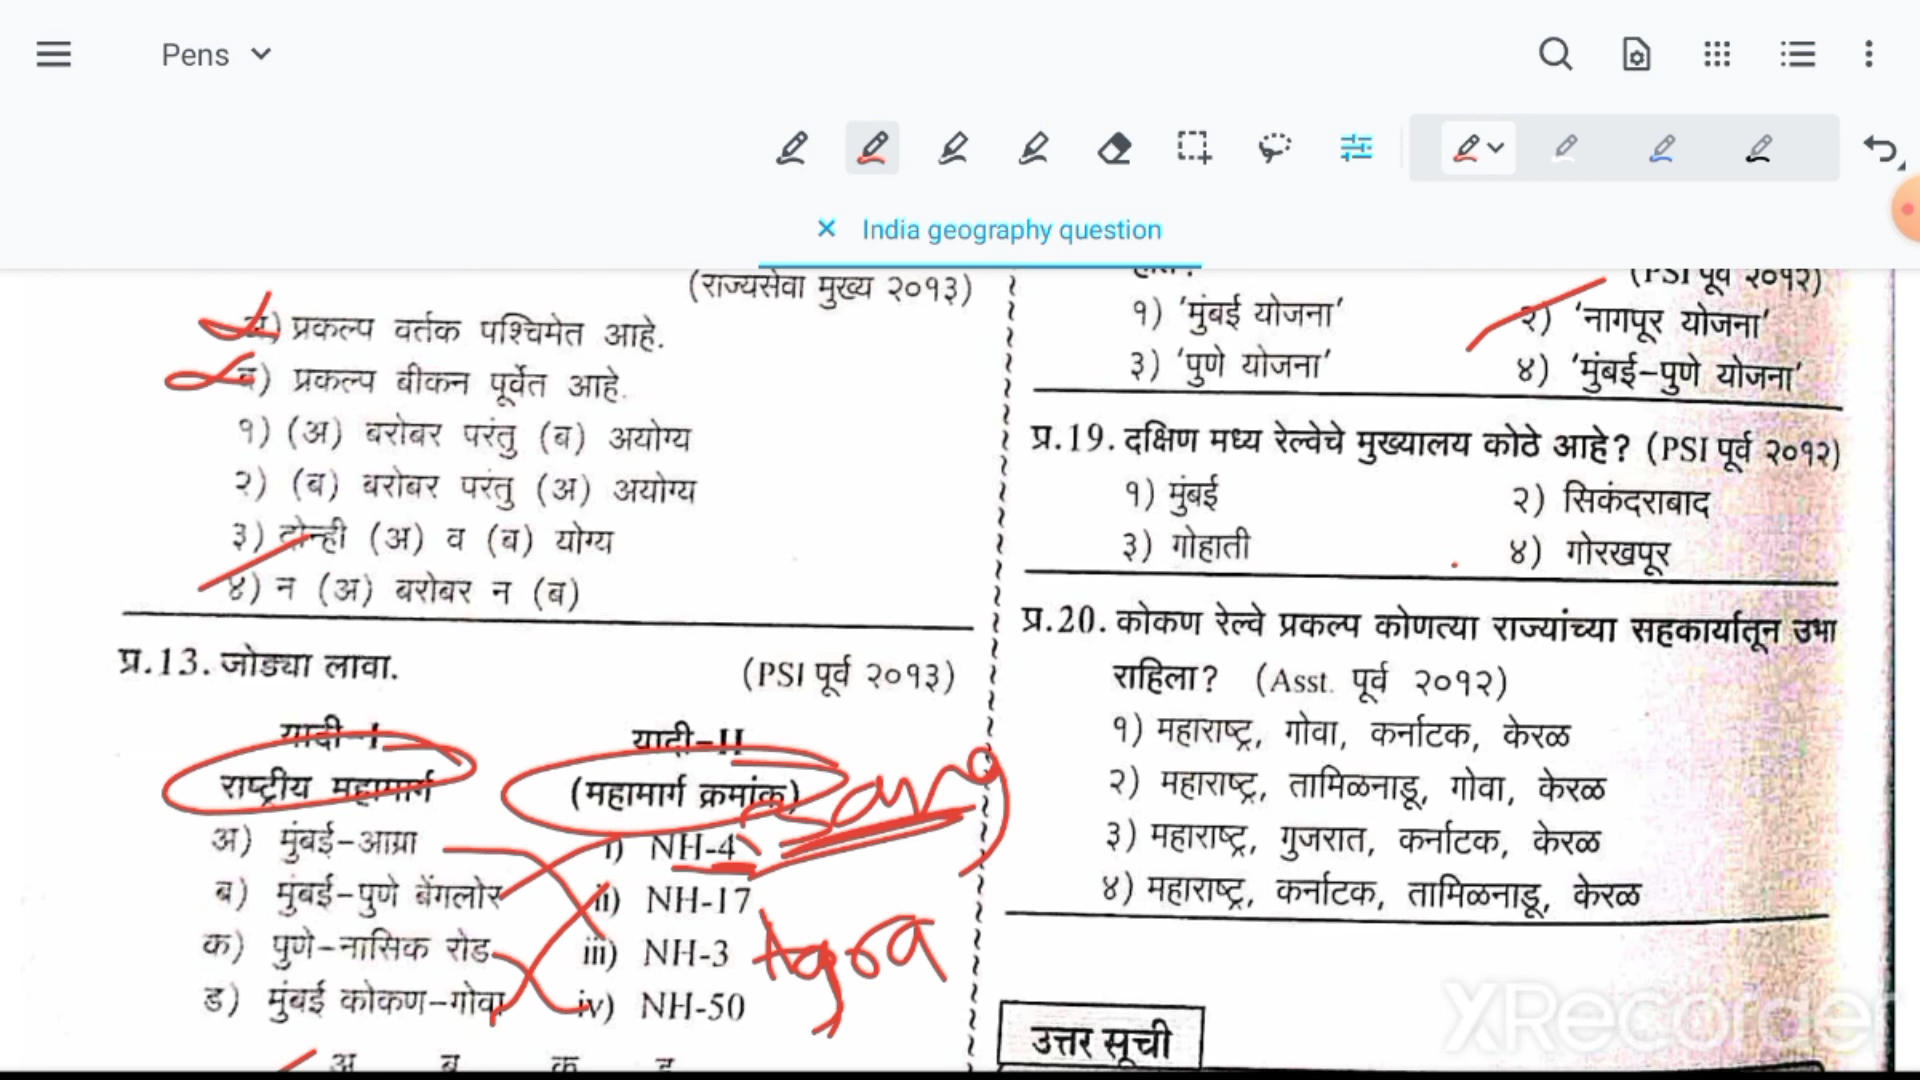 Pens
India geography question
(राज्यसेवा मुख्य २०१३)
अ) प्रकल्प वर्तक पश्चिमेत आहे.
ब) प्रकल्प बीकन पूर्वेत आहे.
१) (अ) बरोबर परंतु (ब) अयोग्य
२) (ब) बरोबर परंतु (अ) अयोग्य
३) दोन्ही (अ) व (ब) योग्य
४) न (अ) बरोबर न (ब)
प्र.13. जोड्या लावा. (PSI पूर्व २०१३)
यादी-I यादी-II
राष्ट्रीय महामार्ग (महामार्ग क्रमांक)
अ) मुंबई-आग्रा i) NH-4
ब) मुंबई-पुणे बेंगलोर ii) NH-17
क) पुणे-नासिक रोड iii) NH-3 Agra
ड) मुंबई कोकण-गोवा iv) NH-50
अ ब क ड
(PSI पूर्व २०१२)
१) 'मुंबई योजना' २) 'नागपूर योजना'
३) 'पुणे योजना' ४) 'मुंबई-पुणे योजना'
प्र.19. दक्षिण मध्य रेल्वेचे मुख्यालय कोठे आहे? (PSI पूर्व २०१२)
१) मुंबई २) सिकंदराबाद
३) गोहाती ४) गोरखपूर
प्र.20. कोकण रेल्वे प्रकल्प कोणत्या राज्यांच्या सहकार्यातून उभा
राहिला? (Asst. पूर्व २०१२)
१) महाराष्ट्र, गोवा, कर्नाटक, केरळ
२) महाराष्ट्र, तामिळनाडू, गोवा, केरळ
३) महाराष्ट्र, गुजरात, कर्नाटक, केरळ
४) महाराष्ट्र, कर्नाटक, तामिळनाडू, केरळ
उत्तर सूची
XRecorder